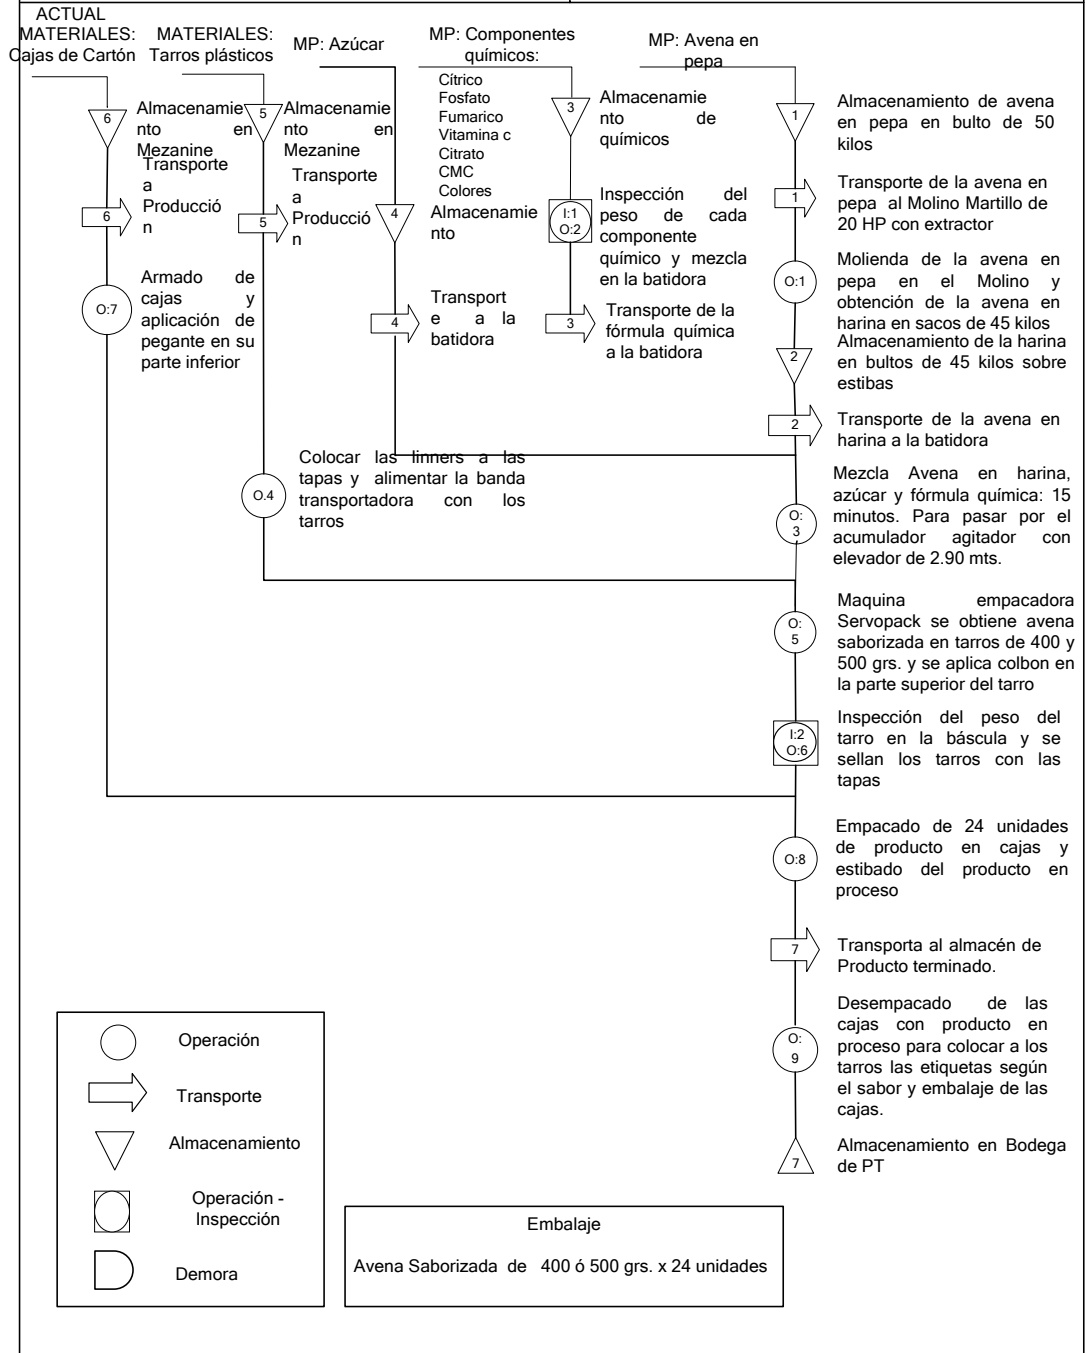 ACTUAL
MATERIALES:
Cajas de Cartón
MATERIALES:
Tarros plásticos
MP: Azúcar
MP: Componentes
químicos:
MP: Avena en
pepa
Cítrico
Fosfato
Fumarico
Vitamina c
Citrato
CMC
Colores
6
Almacenamie
nto en
Mezanine
5
Almacenamie
nto en
Mezanine
3
Almacenamie
nto de
químicos
1
Almacenamiento de avena
en pepa en bulto de 50
kilos
6
Transporte
a
Producció
n
5
Transporte
a
Producció
n
4
Almacenamie
nto
I:1
O:2
Inspección del
peso de cada
componente
químico y mezcla
en la batidora
1
Transporte de la avena en
pepa al Molino Martillo de
20 HP con extractor
O:7
Armado de
cajas y
aplicación de
pegante en su
parte inferior
4
Transport
e a la
batidora
3
Transporte de la
fórmula química
a la batidora
O:1
Molienda de la avena en
pepa en el Molino y
obtención de la avena en
harina en sacos de 45 kilos
2
Almacenamiento de la harina
en bultos de 45 kilos sobre
estibas
2
Transporte de la avena en
harina a la batidora
O.4
Colocar las linners a las
tapas y alimentar la banda
transportadora con los
tarros
O:
3
Mezcla Avena en harina,
azúcar y fórmula química: 15
minutos. Para pasar por el
acumulador agitador con
elevador de 2.90 mts.
O:
5
Maquina empacadora
Servopack se obtiene avena
saborizada en tarros de 400 y
500 grs. y se aplica colbon en
la parte superior del tarro
I:2
O:6
Inspección del peso del
tarro en la báscula y se
sellan los tarros con las
tapas
O:8
Empacado de 24 unidades
de producto en cajas y
estibado del producto en
proceso
7
Transporta al almacén de
Producto terminado.
O:
9
Desempacado de las
cajas con producto en
proceso para colocar a los
tarros las etiquetas según
el sabor y embalaje de las
cajas.
7
Almacenamiento en Bodega
de PT
Operación
Transporte
Almacenamiento
Operación -
Inspección
Demora
Embalaje
Avena Saborizada de 400 ó 500 grs. x 24 unidades